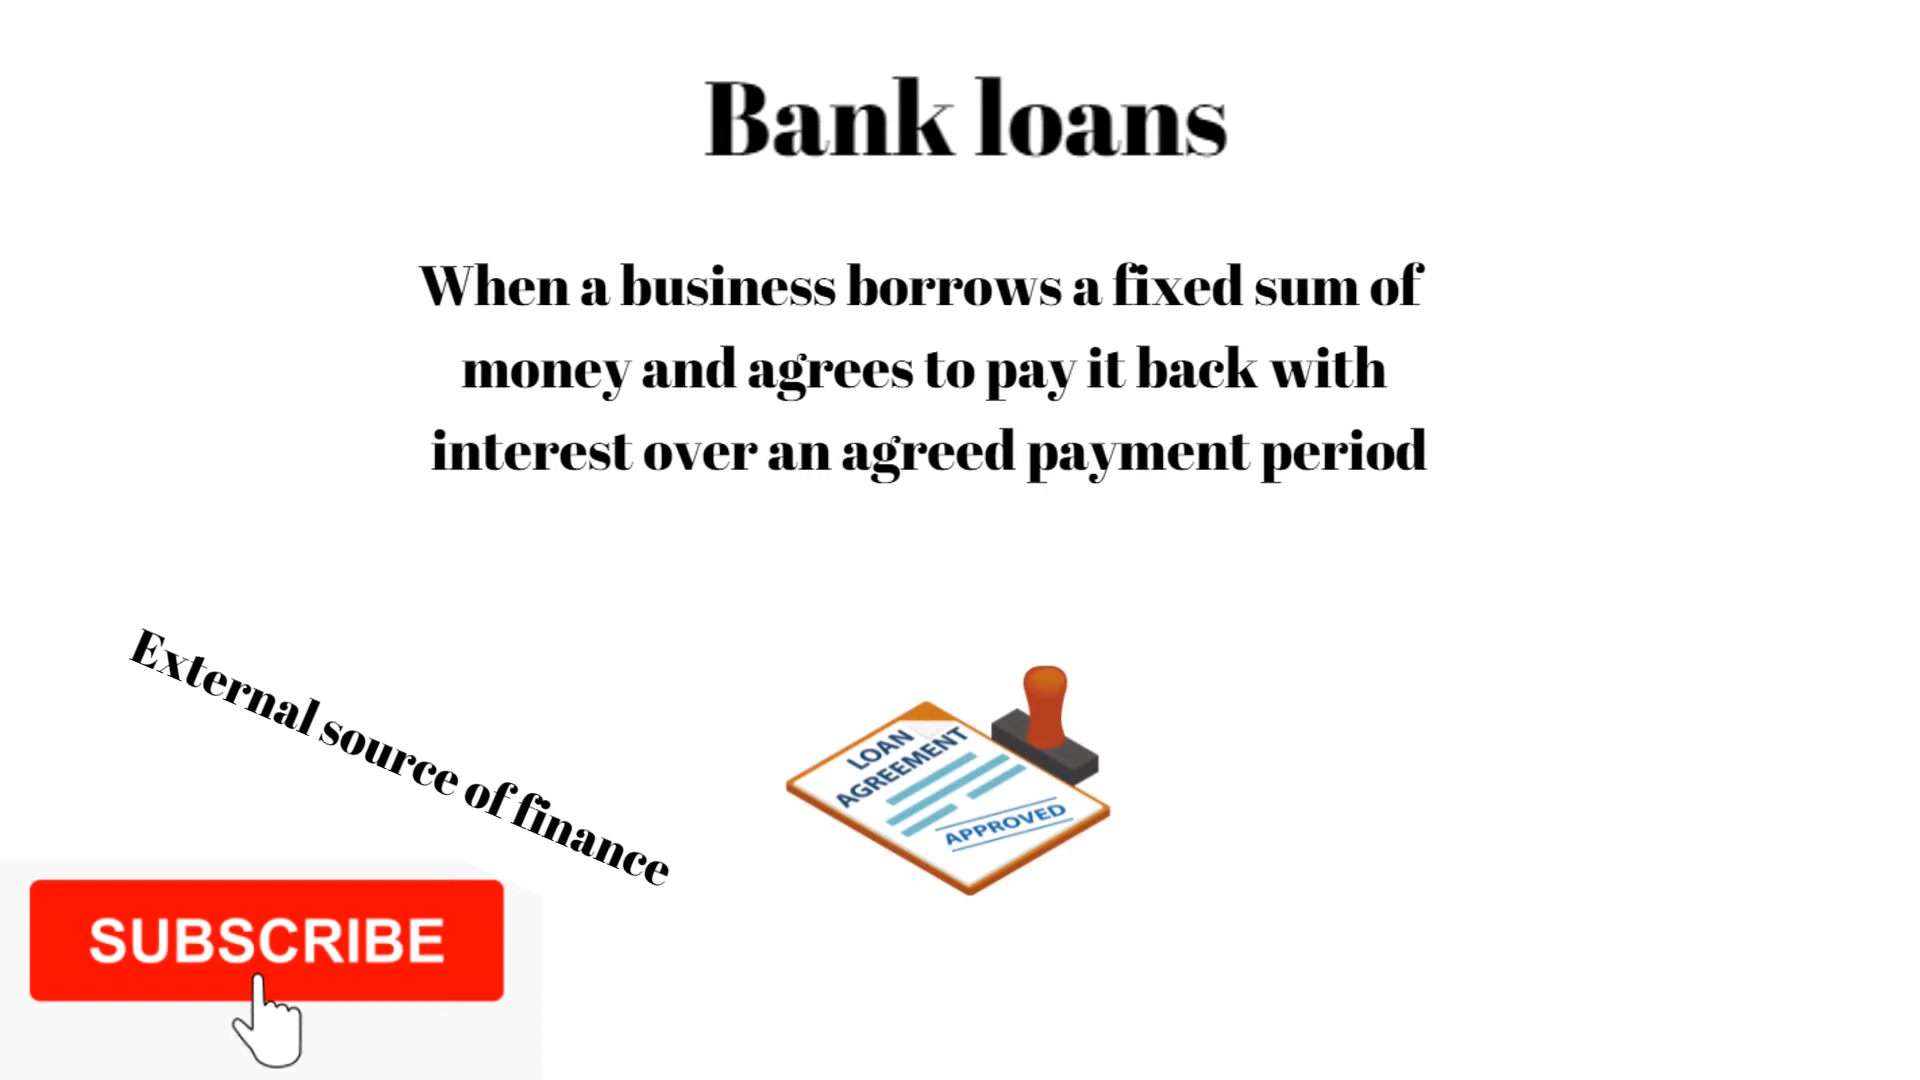 Bank loans
When a business borrows a fixed sum of
money and agrees to pay it back with
interest over an agreed payment period
External source of finance
LOAN
AGREEMENT
APPROVED
SUBSCRIBE